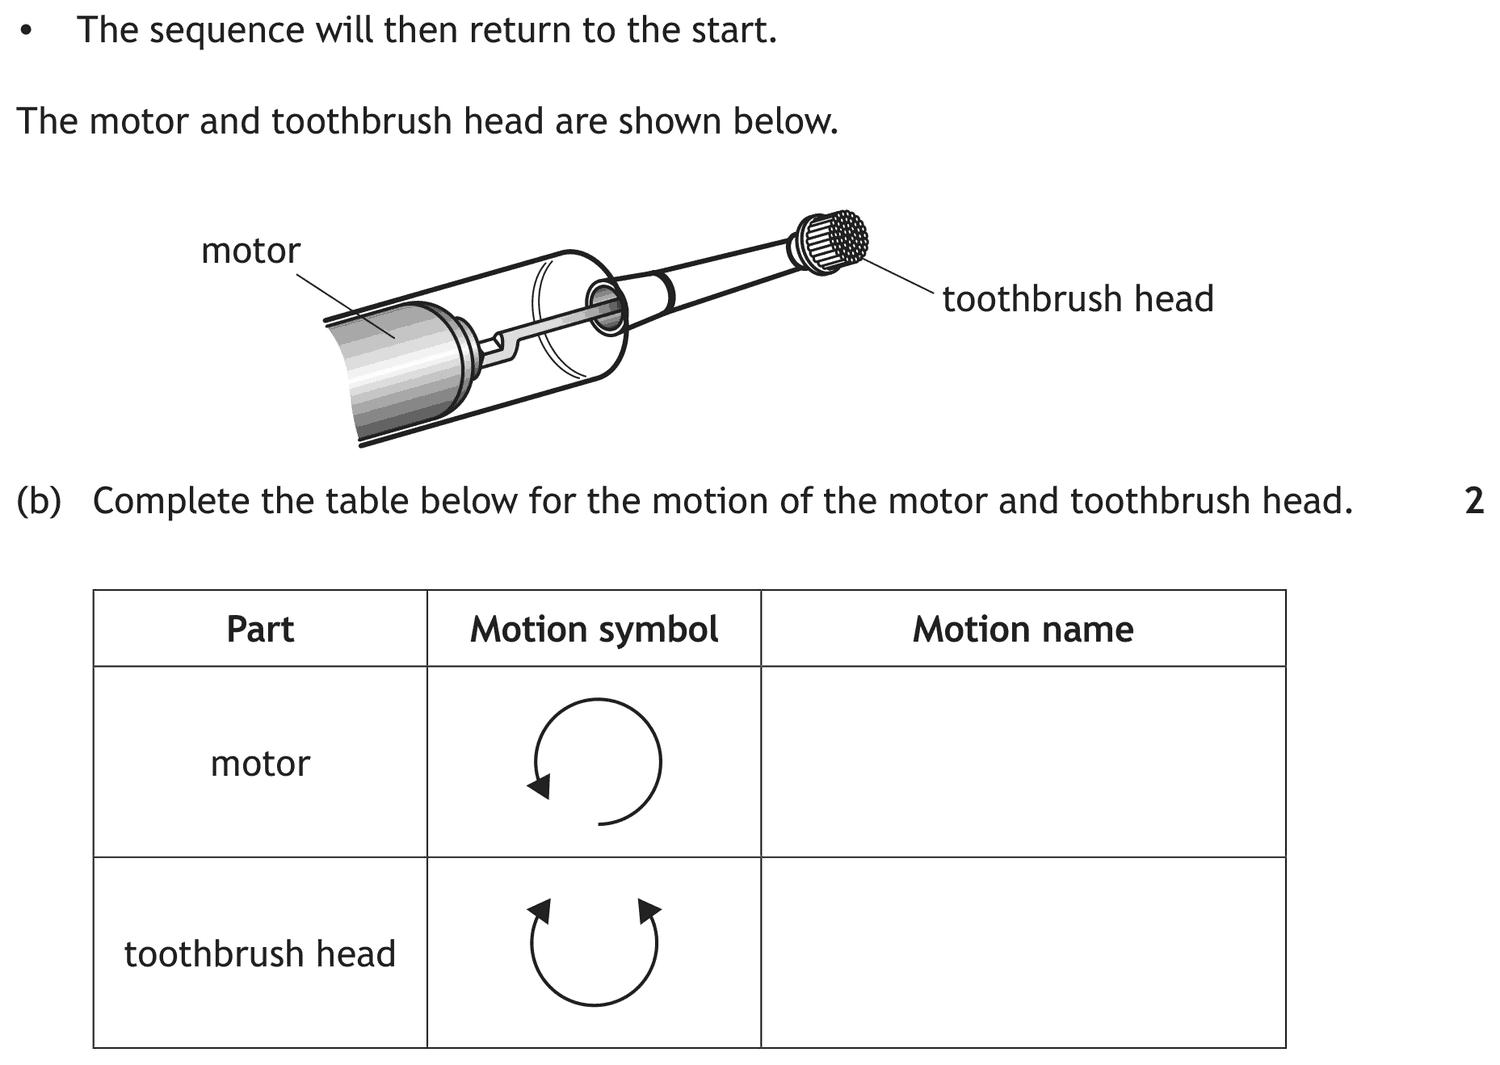 • The sequence will then return to the start.
The motor and toothbrush head are shown below.
motor
toothbrush head
(b) Complete the table below for the motion of the motor and toothbrush head. 2
Part Motion symbol Motion name
motor
toothbrush head